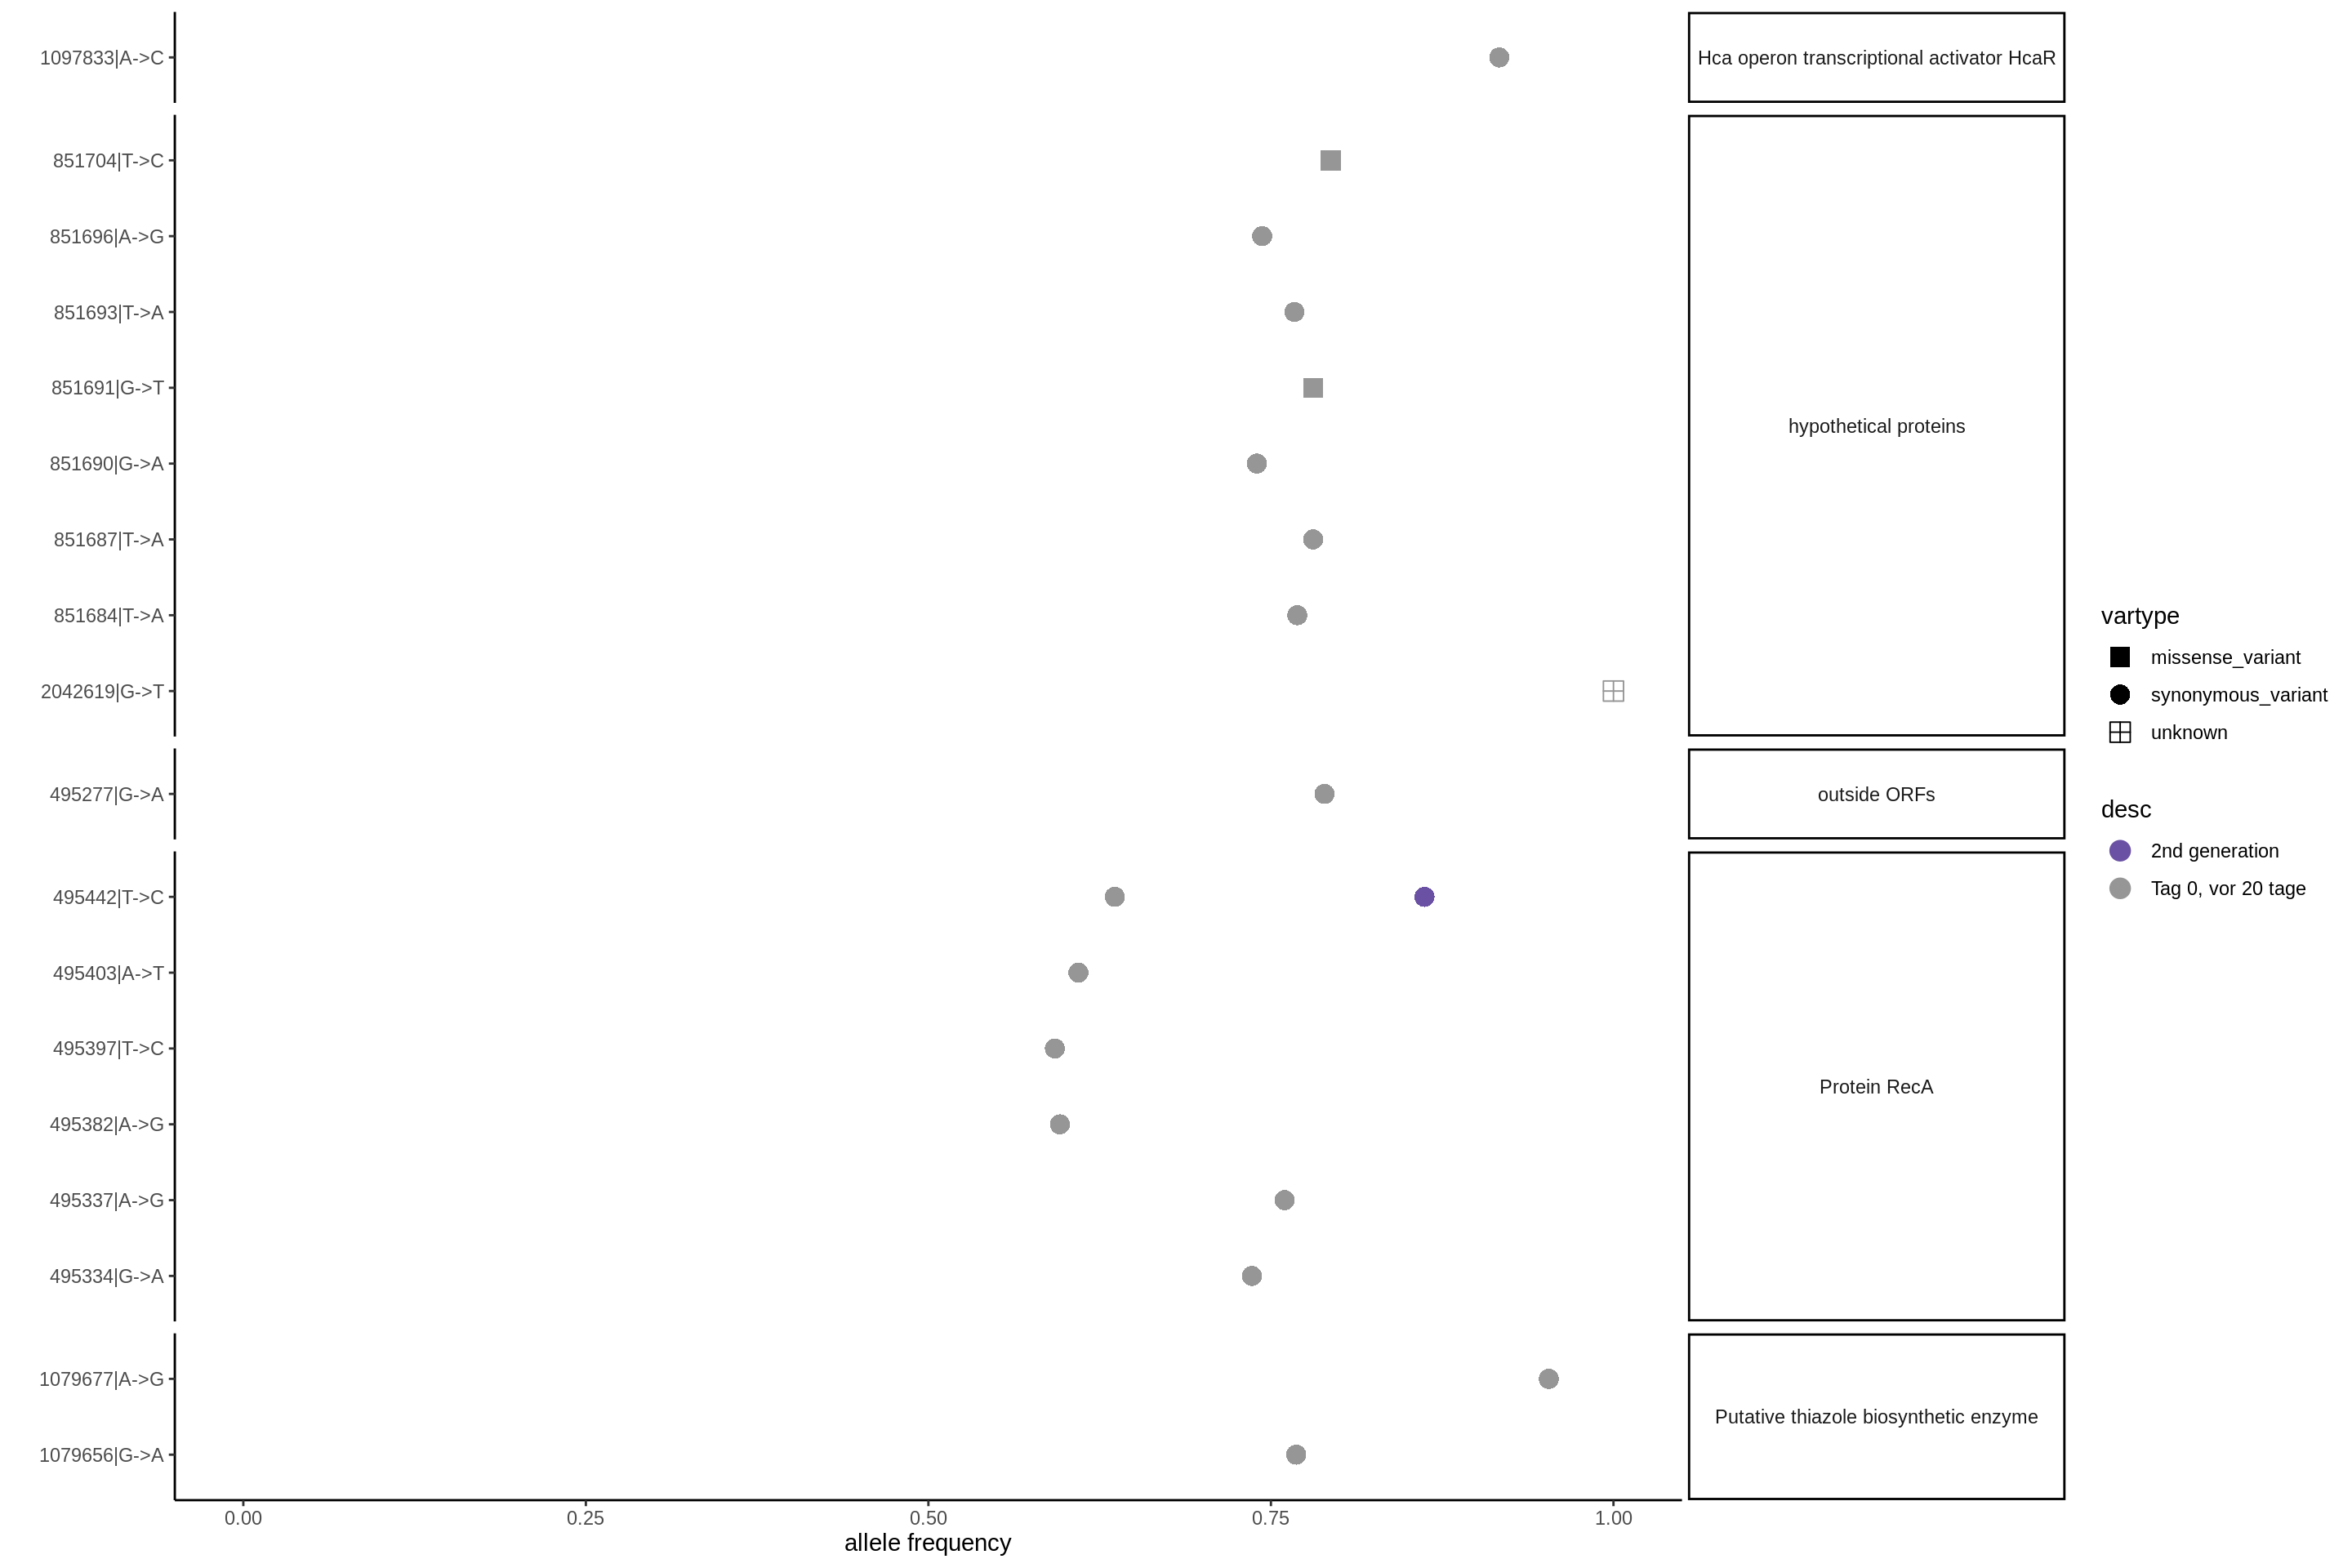 1097833|A->C
Hca operon transcriptional activator HcaR
851704|T->C
851696|A->G
851693|T->A
851691|G->T
851690|G->A
851687|T->A
851684|T->A
2042619|G->T
hypothetical proteins
495277|G->A
outside ORFs
495442|T->C
495403|A->T
495397|T->C
495382|A->G
495337|A->G
495334|G->A
Protein RecA
1079677|A->G
1079656|G->A
Putative thiazole biosynthetic enzyme
0.00 0.25 0.50 0.75 1.00
allele frequency
vartype
missense_variant
synonymous_variant
unknown
desc
2nd generation
Tag 0, vor 20 tage